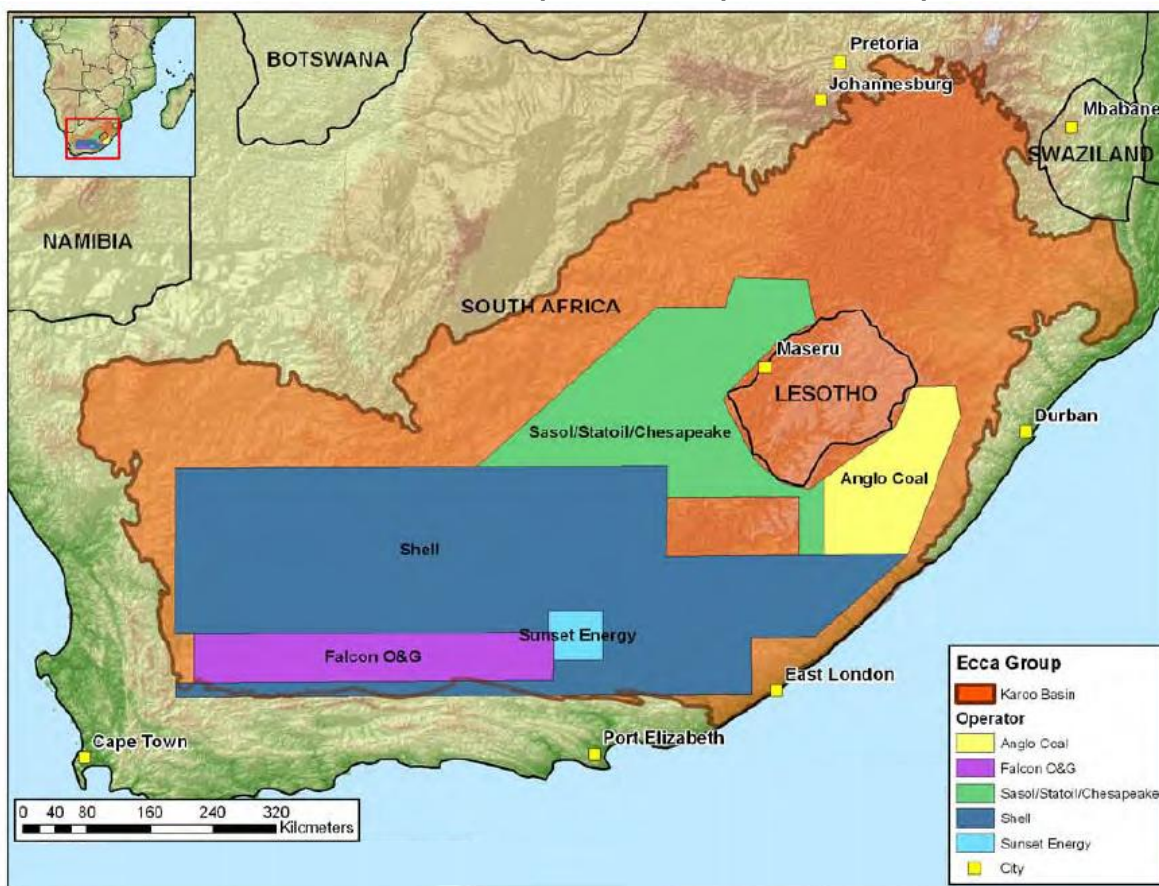 BOTSWANA
Pretoria
Johannesburg
Mbabane
SWAZILAND
NAMIBIA
SOUTH AFRICA
Maseru
LESOTHO
Durban
Sasol/Statoil/Chesapeake
Anglo Coal
Shell
Sunset Energy
Falcon O&G
East London
Cape Town
Port Elizabeth
0 40 80 160 240 320
Kilcmeters
Ecca Group
Karoo Basin
Operator
Anglo Coal
Falcon O&G
Sasol/Statoil/Chesapeake
Shell
Sunset Energy
City